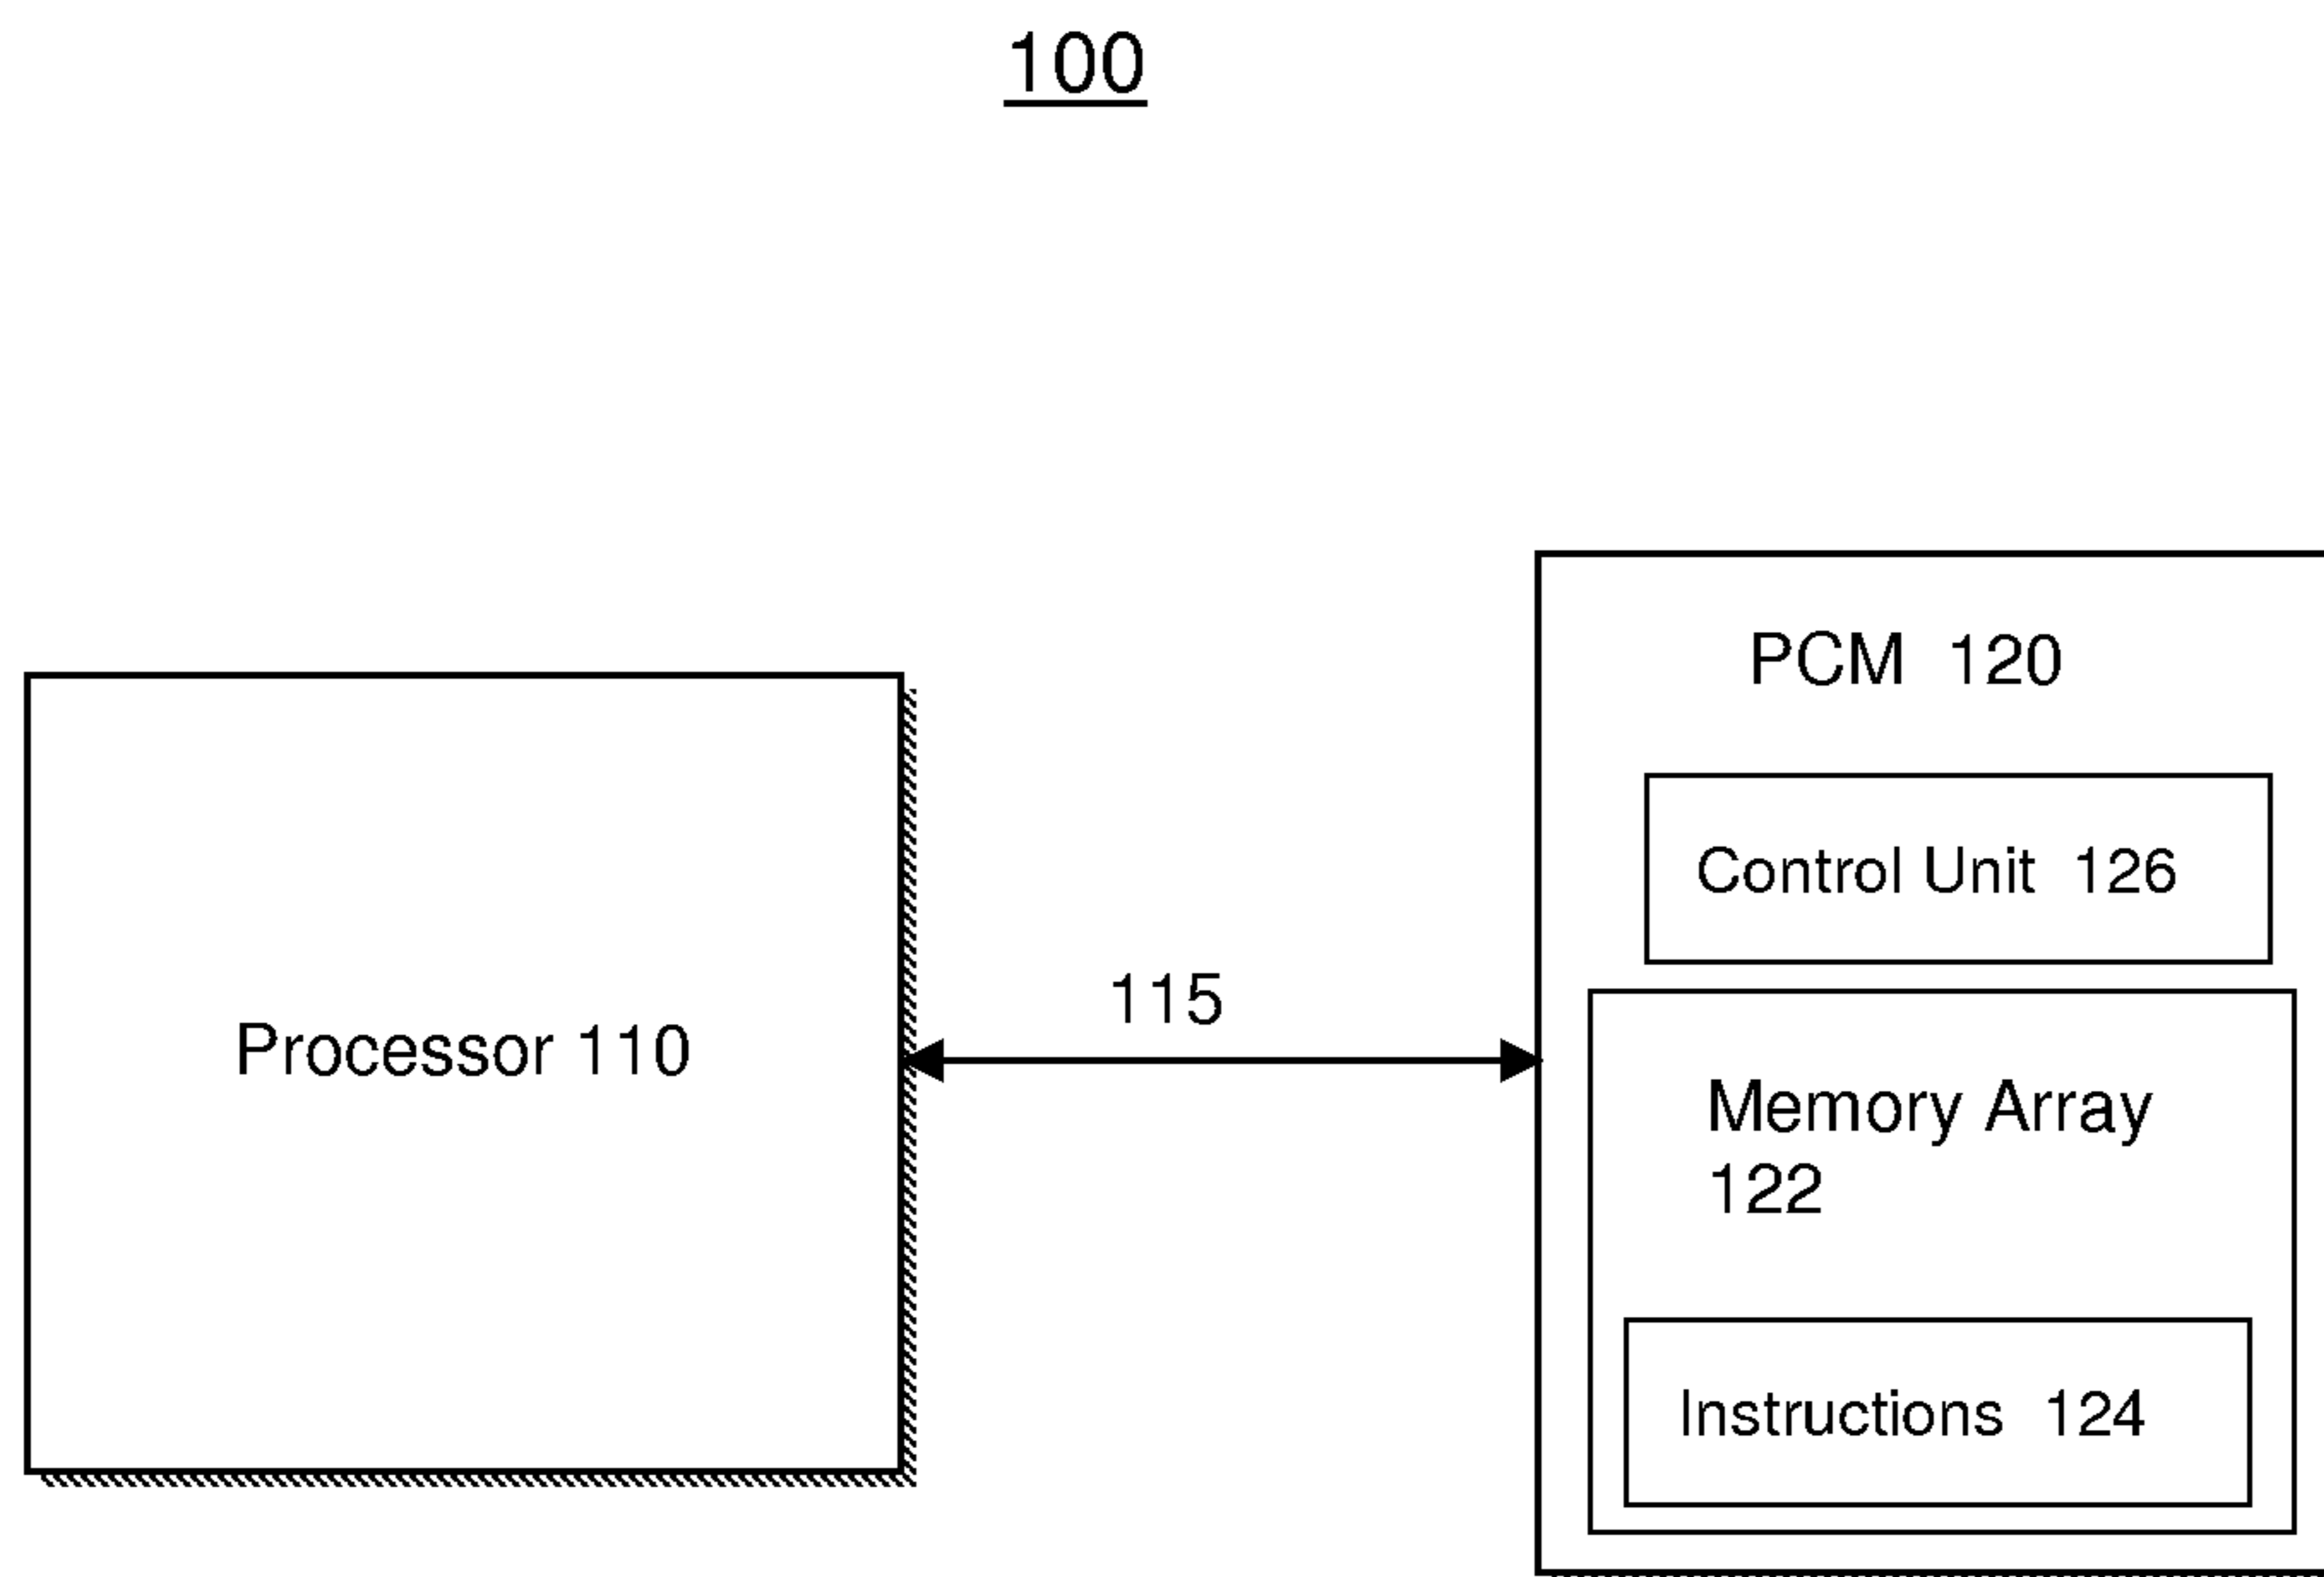 100
PCM 120
Control Unit 126
115
Processor 110
Memory Array
122
Instructions 124